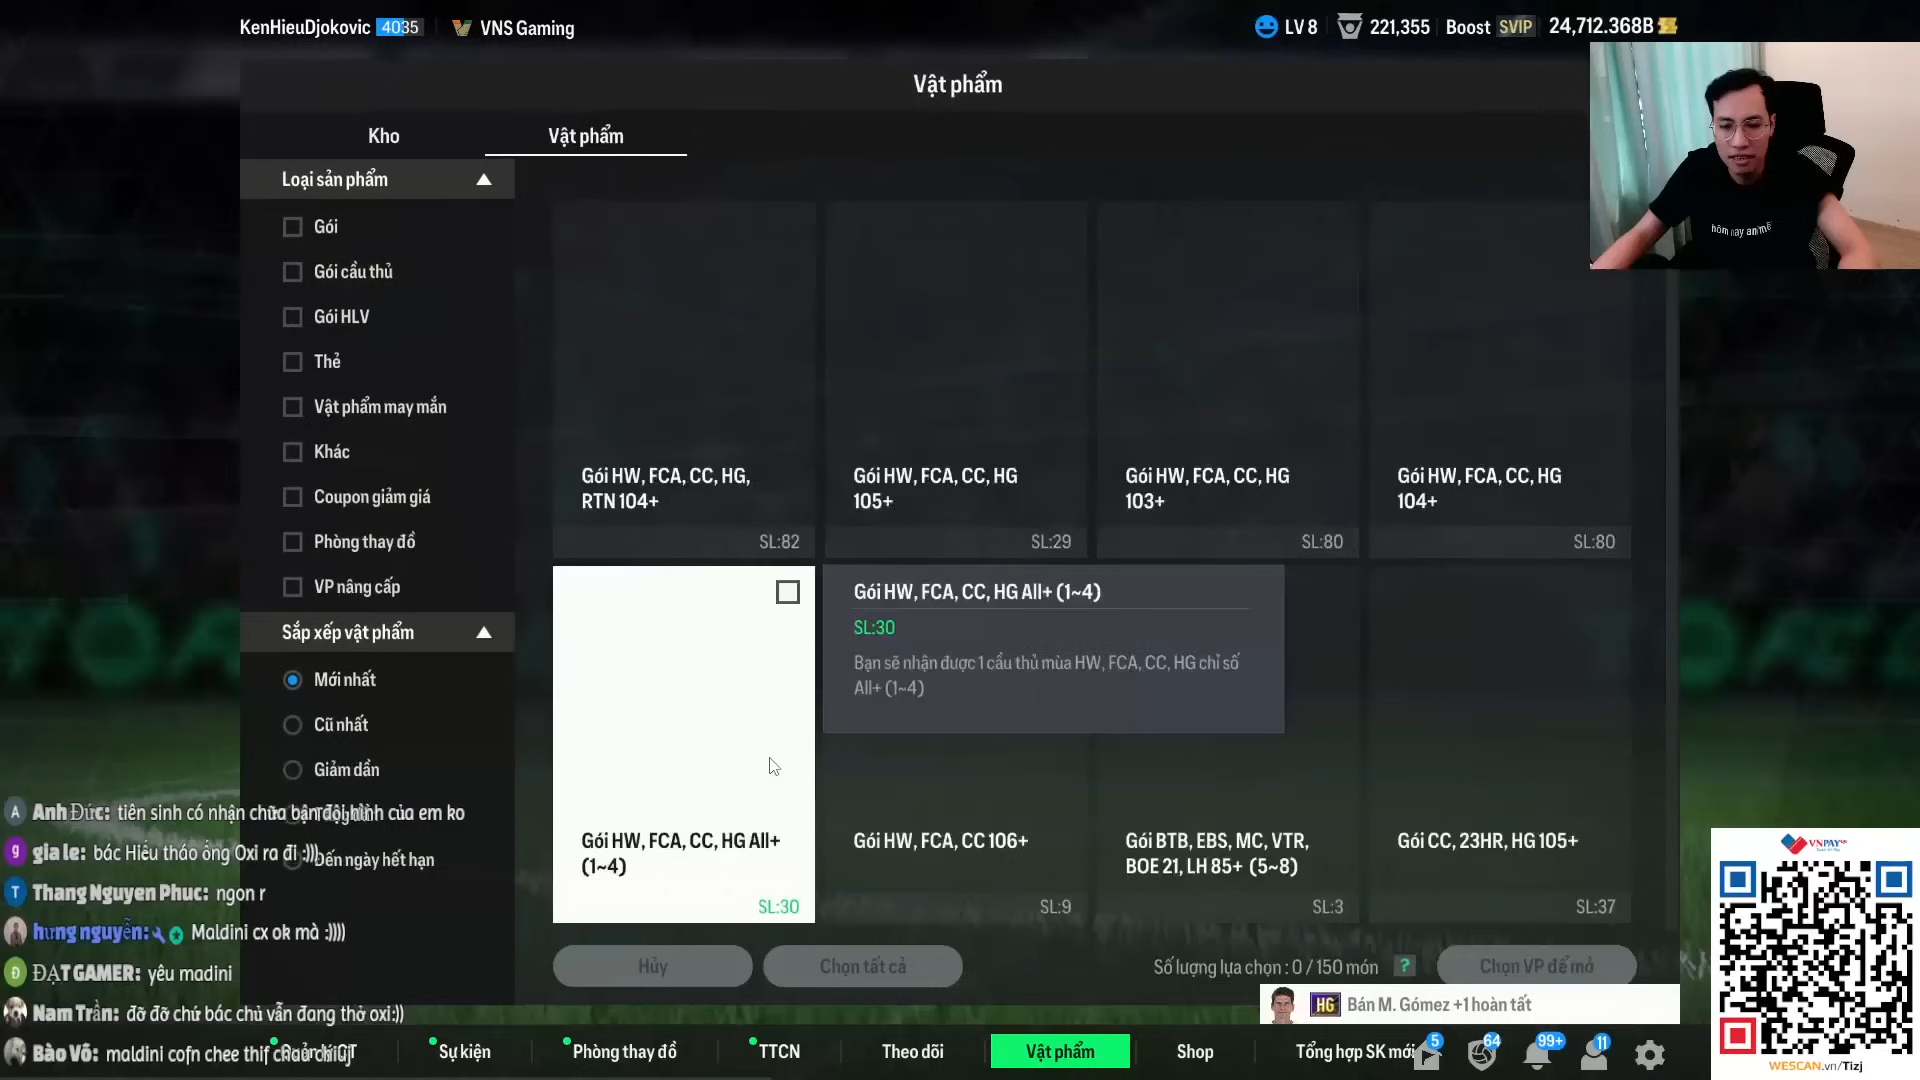 KenHieuDjokovic 4035 VNS Gaming LV 8 221,355 Boost SVIP 24,712.368B
Vật phẩm
Kho Vật phẩm
Loại sản phẩm
Gói
Gói cầu thủ
Gói HLV
Thẻ
Vật phẩm may mắn
Khác
Coupon giảm giá
Phòng thay đồ
VP nâng cấp
Sắp xếp vật phẩm
Mới nhất
Cũ nhất
Giảm dần
Đến ngày hết hạn
Gói HW, FCA, CC, HG,
RTN 104+
SL:82
Gói HW, FCA, CC, HG
105+
SL:29
Gói HW, FCA, CC, HG
103+
SL:80
Gói HW, FCA, CC, HG
104+
SL:80
Gói HW, FCA, CC, HG All+
(1~4)
SL:30
Gói HW, FCA, CC, HG All+ (1~4)
SL:30
Bạn sẽ nhận được 1 cầu thủ mùa HW, FCA, CC, HG chỉ số
All+ (1~4)
Gói HW, FCA, CC 106+
SL:9
Gói BTB, EBS, MC, VTR,
BOE 21, LH 85+ (5~8)
SL:3
Gói CC, 23HR, HG 105+
SL:37
Hủy Chọn tất cả Số lượng lựa chọn : 0 / 150 món ? Chọn VP để mở
HG Bán M. Gómez +1 hoàn tất
A Anh Đức: tiên sinh có nhận chữa bận đội hình của em ko
g gia le: bác Hiếu tháo ống Oxi ra đi :)))
T Thang Nguyen Phuc: ngon r
hưng nguyễn: Maldini cx ok mà :))))
Đ ĐẠT GAMER: yêu madini
Nam Trần: đỡ đỡ chứ bác chủ vẫn đang thở oxi:))
Bào Võ: maldini cofn chee thif
Sự kiện Phòng thay đồ TTCN Theo dõi Vật phẩm Shop Tổng hợp SK mới 5 64 99+ 11
hôm nay anh mê
VNPAY
WESCAN.vn/Tizj